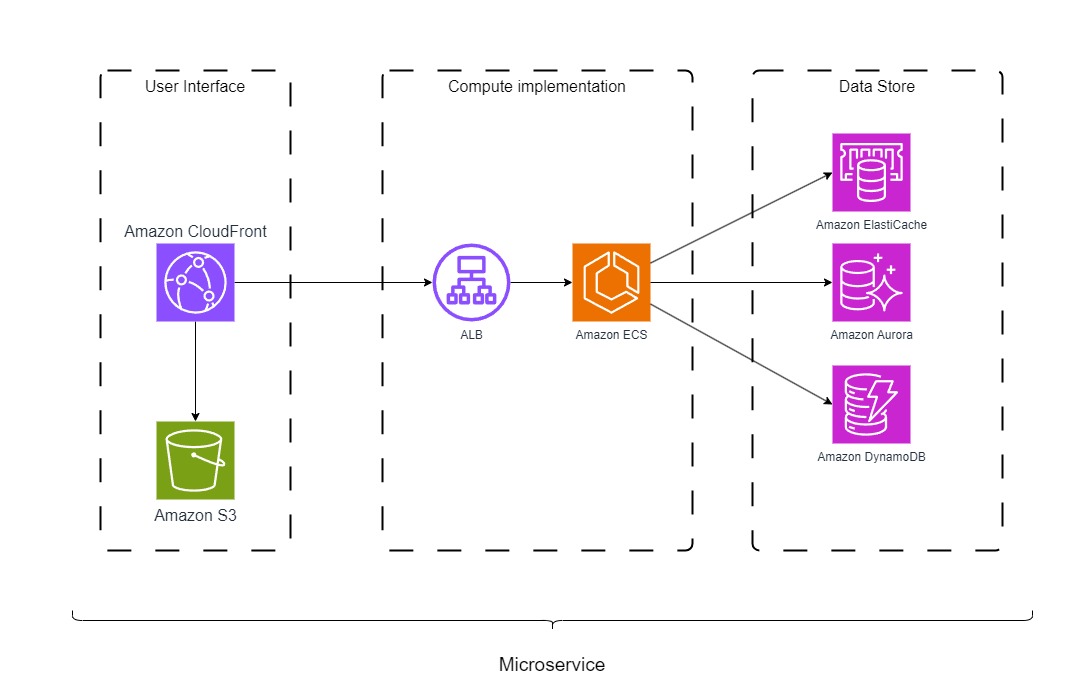 User Interface
Compute implementation
Data Store
Amazon CloudFront
Amazon S3
ALB
Amazon ECS
Amazon ElastiCache
Amazon Aurora
Amazon DynamoDB
Microservice